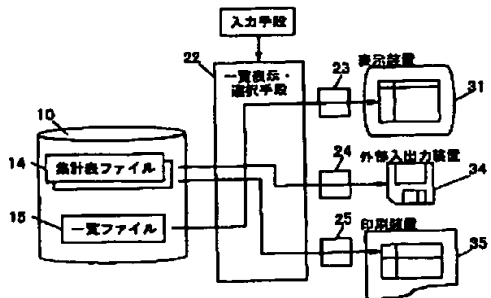 入力手段
22
一覧表示・
選択手段
23
表示装置
31
10
14
集計表ファイル
24
外部入出力装置
34
15
一覧ファイル
25
印刷装置
35